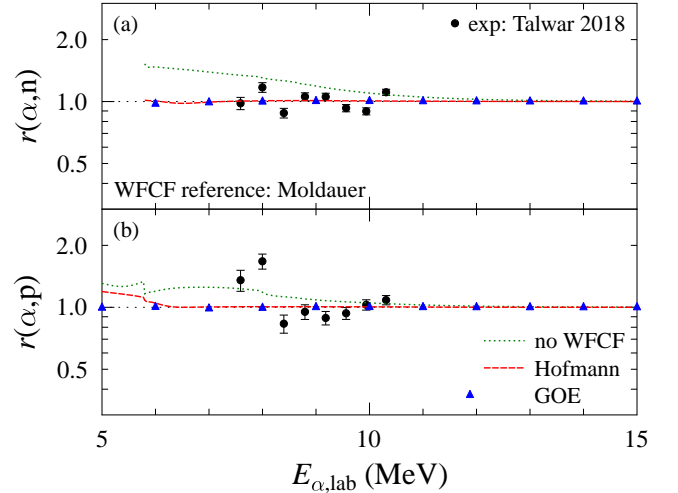 (a)
exp: Talwar 2018
2.0
1.0
0.5
r(α,n)
WFCF reference: Moldauer
(b)
2.0
1.0
0.5
r(α,p)
no WFCF
Hofmann
GOE
5 10 15
E_{α,lab} (MeV)